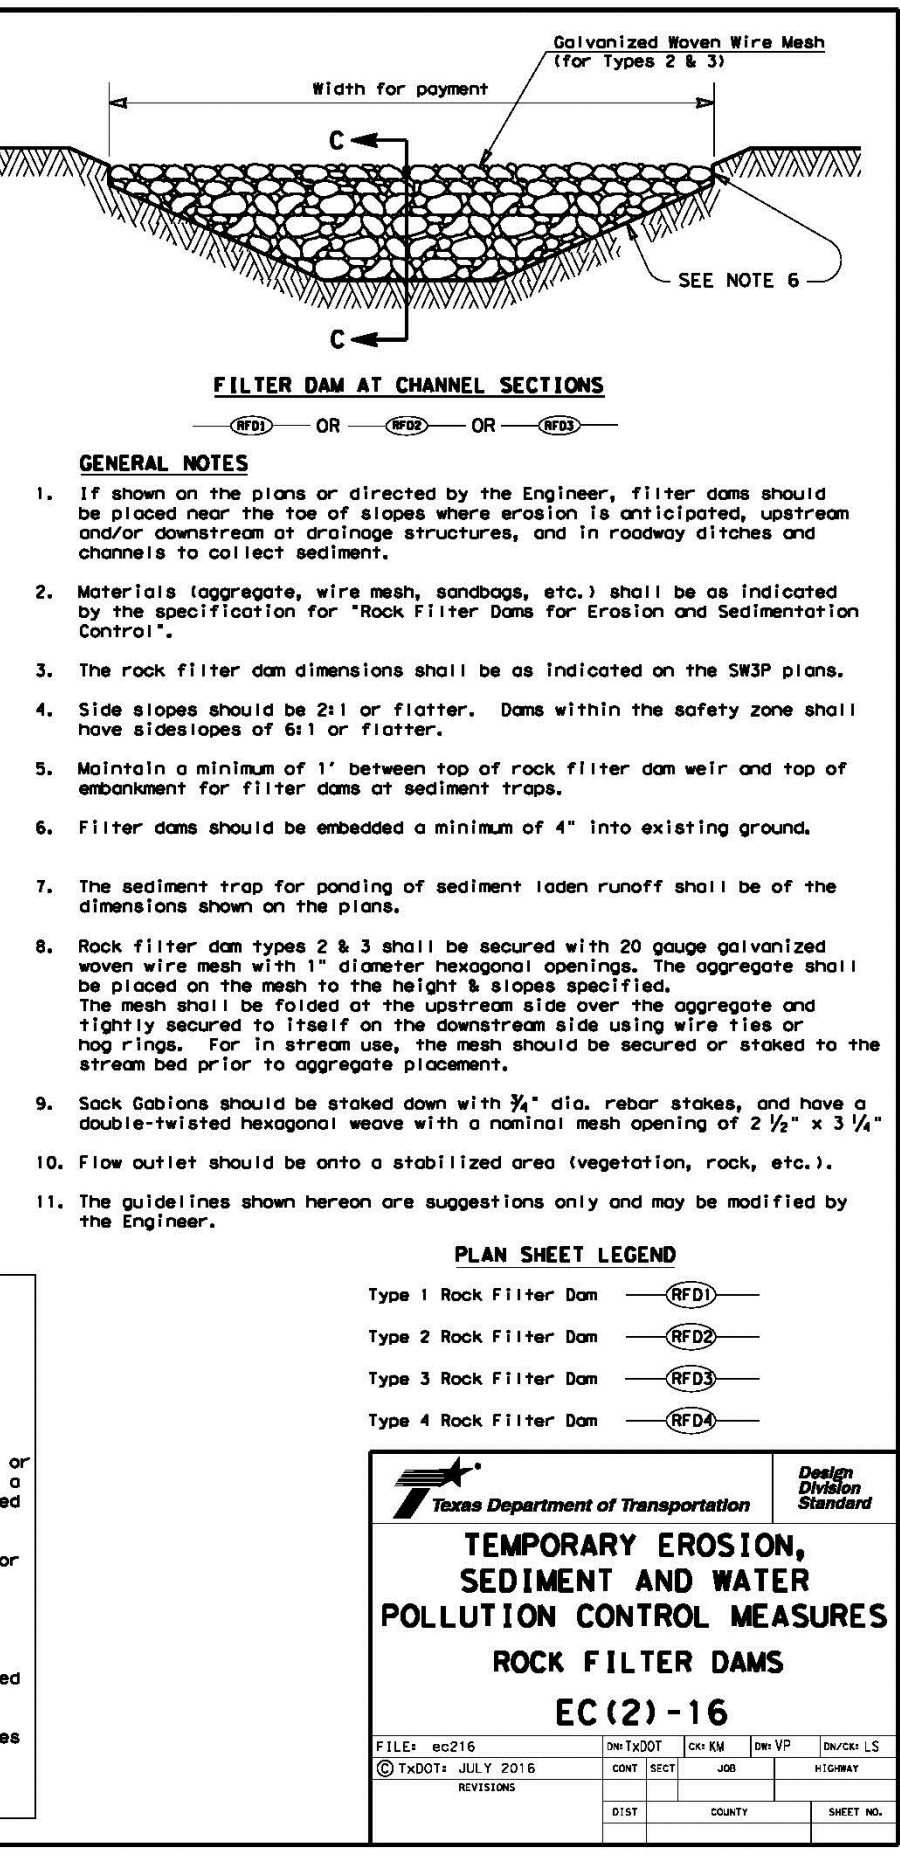 Galvanized Woven Wire Mesh
(for Types 2 & 3)
Width for payment
C
SEE NOTE 6
C
FILTER DAM AT CHANNEL SECTIONS
RFD1 OR RFD2 OR RFD3
GENERAL NOTES
1. If shown on the plans or directed by the Engineer, filter dams should
be placed near the toe of slopes where erosion is anticipated, upstream
and/or downstream at drainage structures, and in roadway ditches and
channels to collect sediment.
2. Materials (aggregate, wire mesh, sandbags, etc.) shall be as indicated
by the specification for "Rock Filter Dams for Erosion and Sedimentation
Control".
3. The rock filter dam dimensions shall be as indicated on the SW3P plans.
4. Side slopes should be 2:1 or flatter. Dams within the safety zone shall
have sideslopes of 6:1 or flatter.
5. Maintain a minimum of 1' between top of rock filter dam weir and top of
embankment for filter dams at sediment traps.
6. Filter dams should be embedded a minimum of 4" into existing ground.
7. The sediment trap for ponding of sediment laden runoff shall be of the
dimensions shown on the plans.
8. Rock filter dam types 2 & 3 shall be secured with 20 gauge galvanized
woven wire mesh with 1" diameter hexagonal openings. The aggregate shall
be placed on the mesh to the height & slopes specified.
The mesh shall be folded at the upstream side over the aggregate and
tightly secured to itself on the downstream side using wire ties or
hog rings. For in stream use, the mesh should be secured or staked to the
stream bed prior to aggregate placement.
9. Sack Gabions should be staked down with ¾" dia. rebar stakes, and have a
double-twisted hexagonal weave with a nominal mesh opening of 2 ½" x 3 ¼"
10. Flow outlet should be onto a stabilized area (vegetation, rock, etc.).
11. The guidelines shown hereon are suggestions only and may be modified by
the Engineer.
PLAN SHEET LEGEND
Type 1 Rock Filter Dam RFD1
Type 2 Rock Filter Dam RFD2
Type 3 Rock Filter Dam RFD3
Type 4 Rock Filter Dam RFD4
or
a
ed
or
ed
es
Texas Department of Transportation
Design
Division
Standard
TEMPORARY EROSION,
SEDIMENT AND WATER
POLLUTION CONTROL MEASURES
ROCK FILTER DAMS
EC(2)-16
FILE: ec216 DN: TxDOT CK: KM DW: VP DN/CK: LS
© TxDOT: JULY 2016 CONT SECT JOB HIGHWAY
REVISIONS
DIST COUNTY SHEET NO.